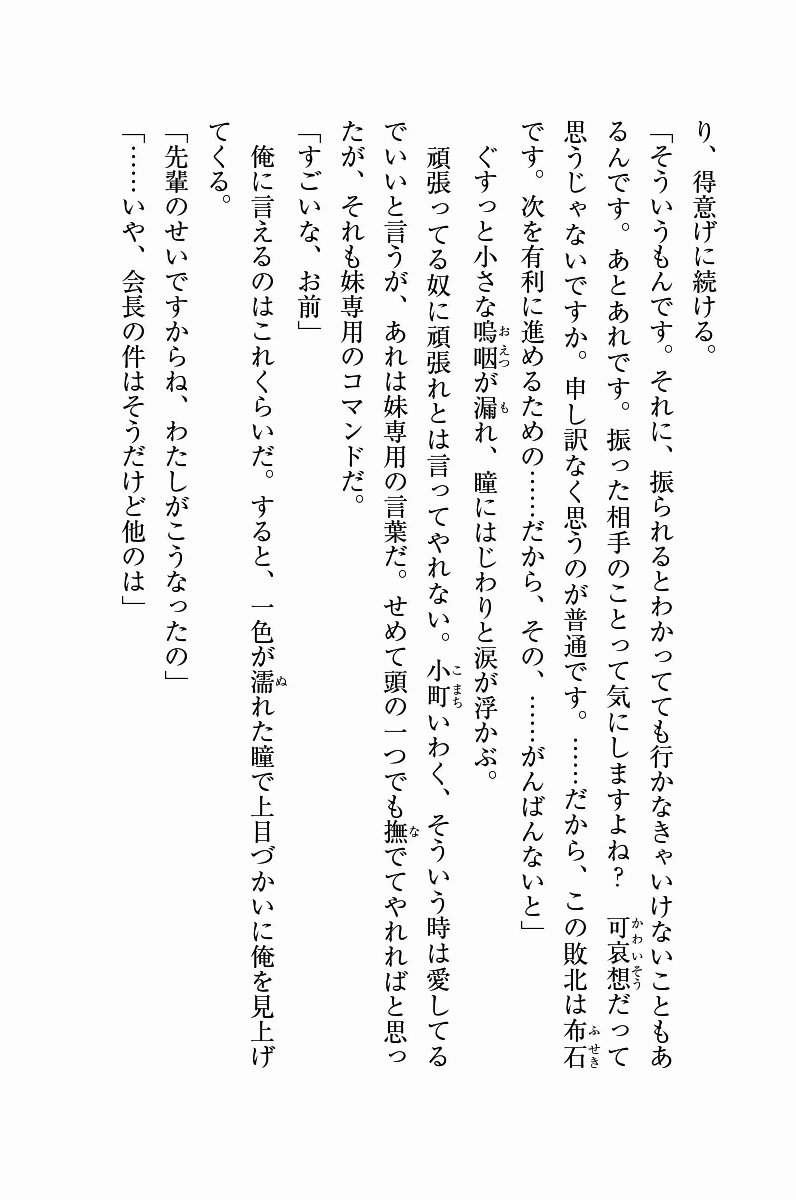 り、得意げに続ける。
「そういうもんです。それに、振られるとわかってても行かなきゃいけないこともあ
るんです。あとあれです。振った相手のことって気にしますよね？　可哀想だって
思うじゃないですか。申し訳なく思うのが普通です。……だから、この敗北は布石
です。次を有利に進めるための……だから、その、……がんばんないと」
　ぐすっと小さな嗚咽が漏れ、瞳にはじわりと涙が浮かぶ。
　頑張ってる奴に頑張れとは言ってやれない。小町いわく、そういう時は愛してる
でいいと言うが、あれは妹専用の言葉だ。せめて頭の一つでも撫でてやれればと思っ
たが、それも妹専用のコマンドだ。
「すごいな、お前」
　俺に言えるのはこれくらいだ。すると、一色が濡れた瞳で上目づかいに俺を見上げ
てくる。
「先輩のせいですからね、わたしがこうなったの」
「……いや、会長の件はそうだけど他のは」